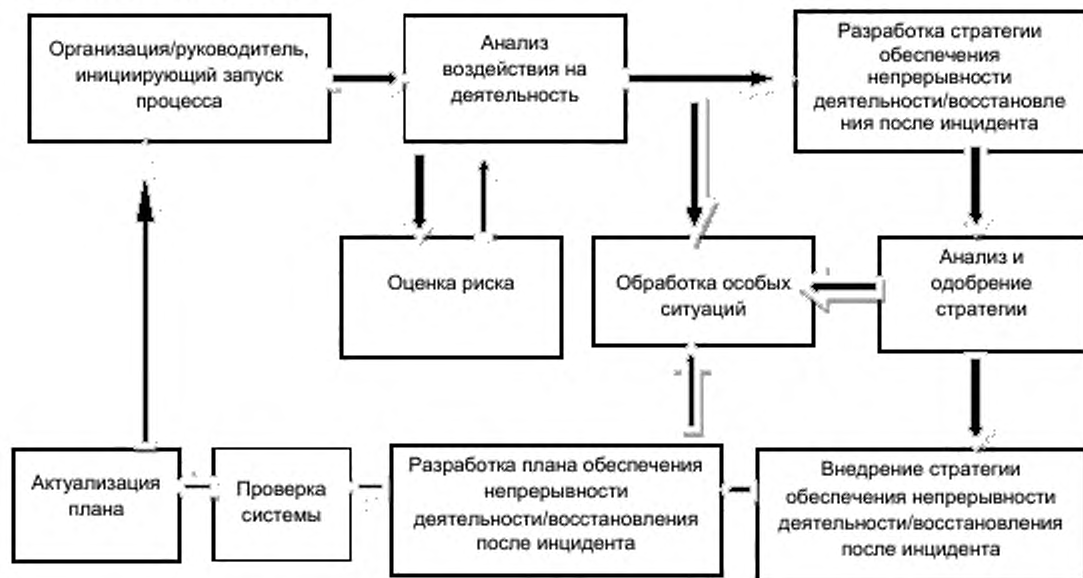 Организация/руководитель,
инициирующий запуск
процесса
Анализ
воздействия на
деятельность
Разработка стратегии
обеспечения
непрерывности
деятельности/восстановле
ния после инцидента
Оценка риска
Обработка особых
ситуаций
Анализ и
одобрение
стратегии
Актуализация
плана
Проверка
системы
Разработка плана обеспечения
непрерывности
деятельности/восстановления
после инцидента
Внедрение стратегии
обеспечения непрерывности
деятельности/восстановления
после инцидента